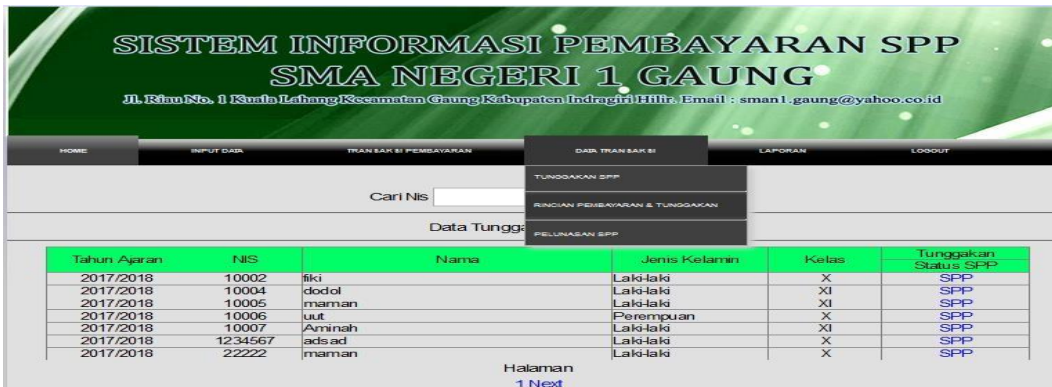 SISTEM INFORMASI PEMBAYARAN SPP
SMA NEGERI 1 GAUNG
Jl. Riau No. 1 Kuala Lahang Kecamatan Gaung Kabupaten Indragiri Hilir. Email : sman1.gaung@yahoo.co.id
HOME INPUT DATA TRANSAKSI PEMBAYARAN DATA TRANSAKSI LAPORAN LOGOUT
TUNGGAKAN SPP
RINCIAN PEMBAYARAN & TUNGGAKAN
PELUNASAN SPP
Cari Nis
Data Tungga
Tahun Ajaran NIS Nama Jenis Kelamin Kelas Tunggakan
Status SPP
2017/2018 10002 fiki Laki-laki X SPP
2017/2018 10004 dodol Laki-laki XI SPP
2017/2018 10005 maman Laki-laki XI SPP
2017/2018 10006 uut Perempuan X SPP
2017/2018 10007 Aminah Laki-laki XI SPP
2017/2018 1234567 adsad Laki-laki X SPP
2017/2018 22222 maman Laki-laki X SPP
Halaman
1 Next